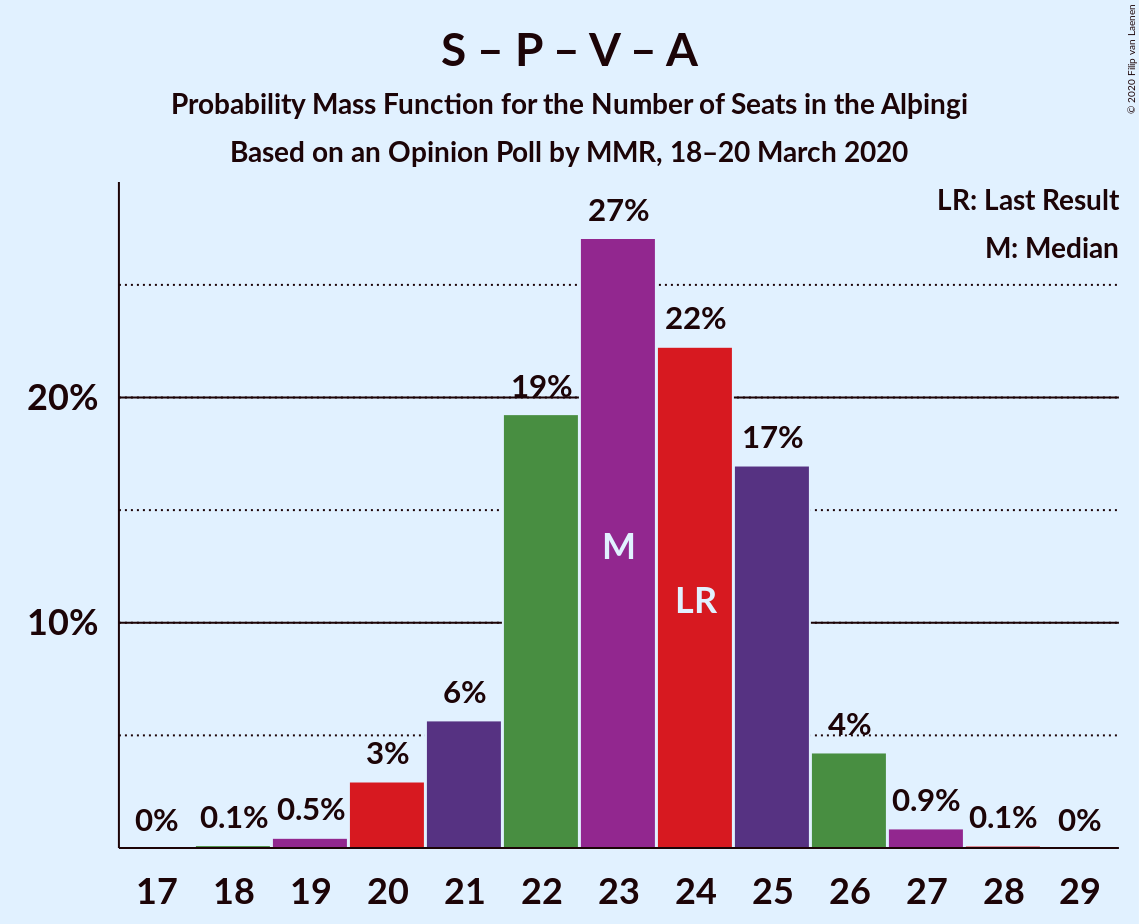 S – P – V – A
Probability Mass Function for the Number of Seats in the Alþingi
Based on an Opinion Poll by MMR, 18–20 March 2020
© 2020 Filip van Laenen
LR: Last Result
M: Median
27%
22%
19%
20%
17%
M
LR
10%
6%
4%
3%
0.9%
0.5%
0.1%
0.1%
0%
0%
17 18 19 20 21 22 23 24 25 26 27 28 29